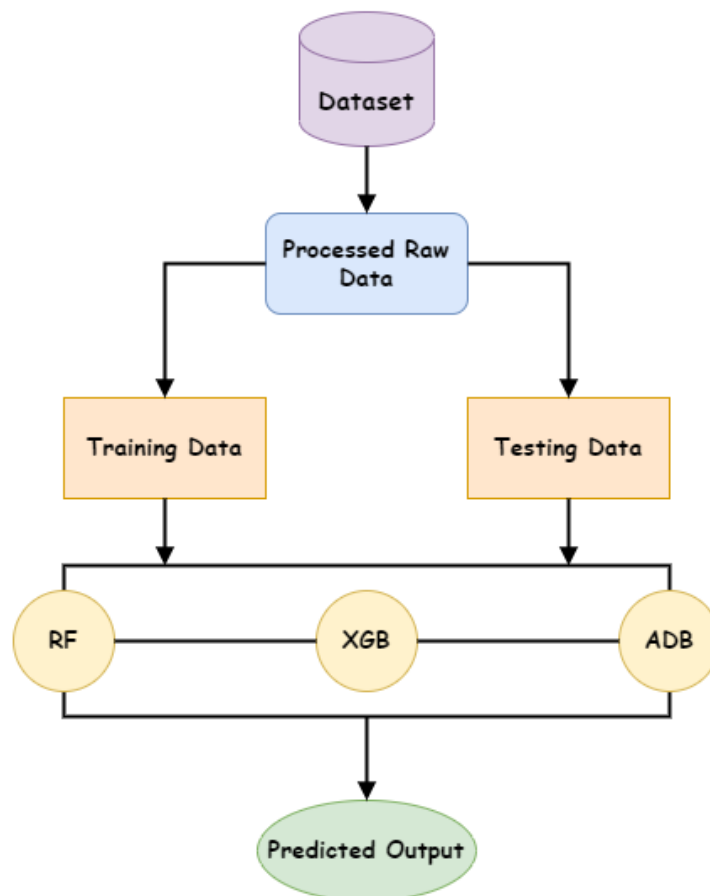 Dataset
Processed Raw
Data
Training Data
Testing Data
RF
XGB
ADB
Predicted Output